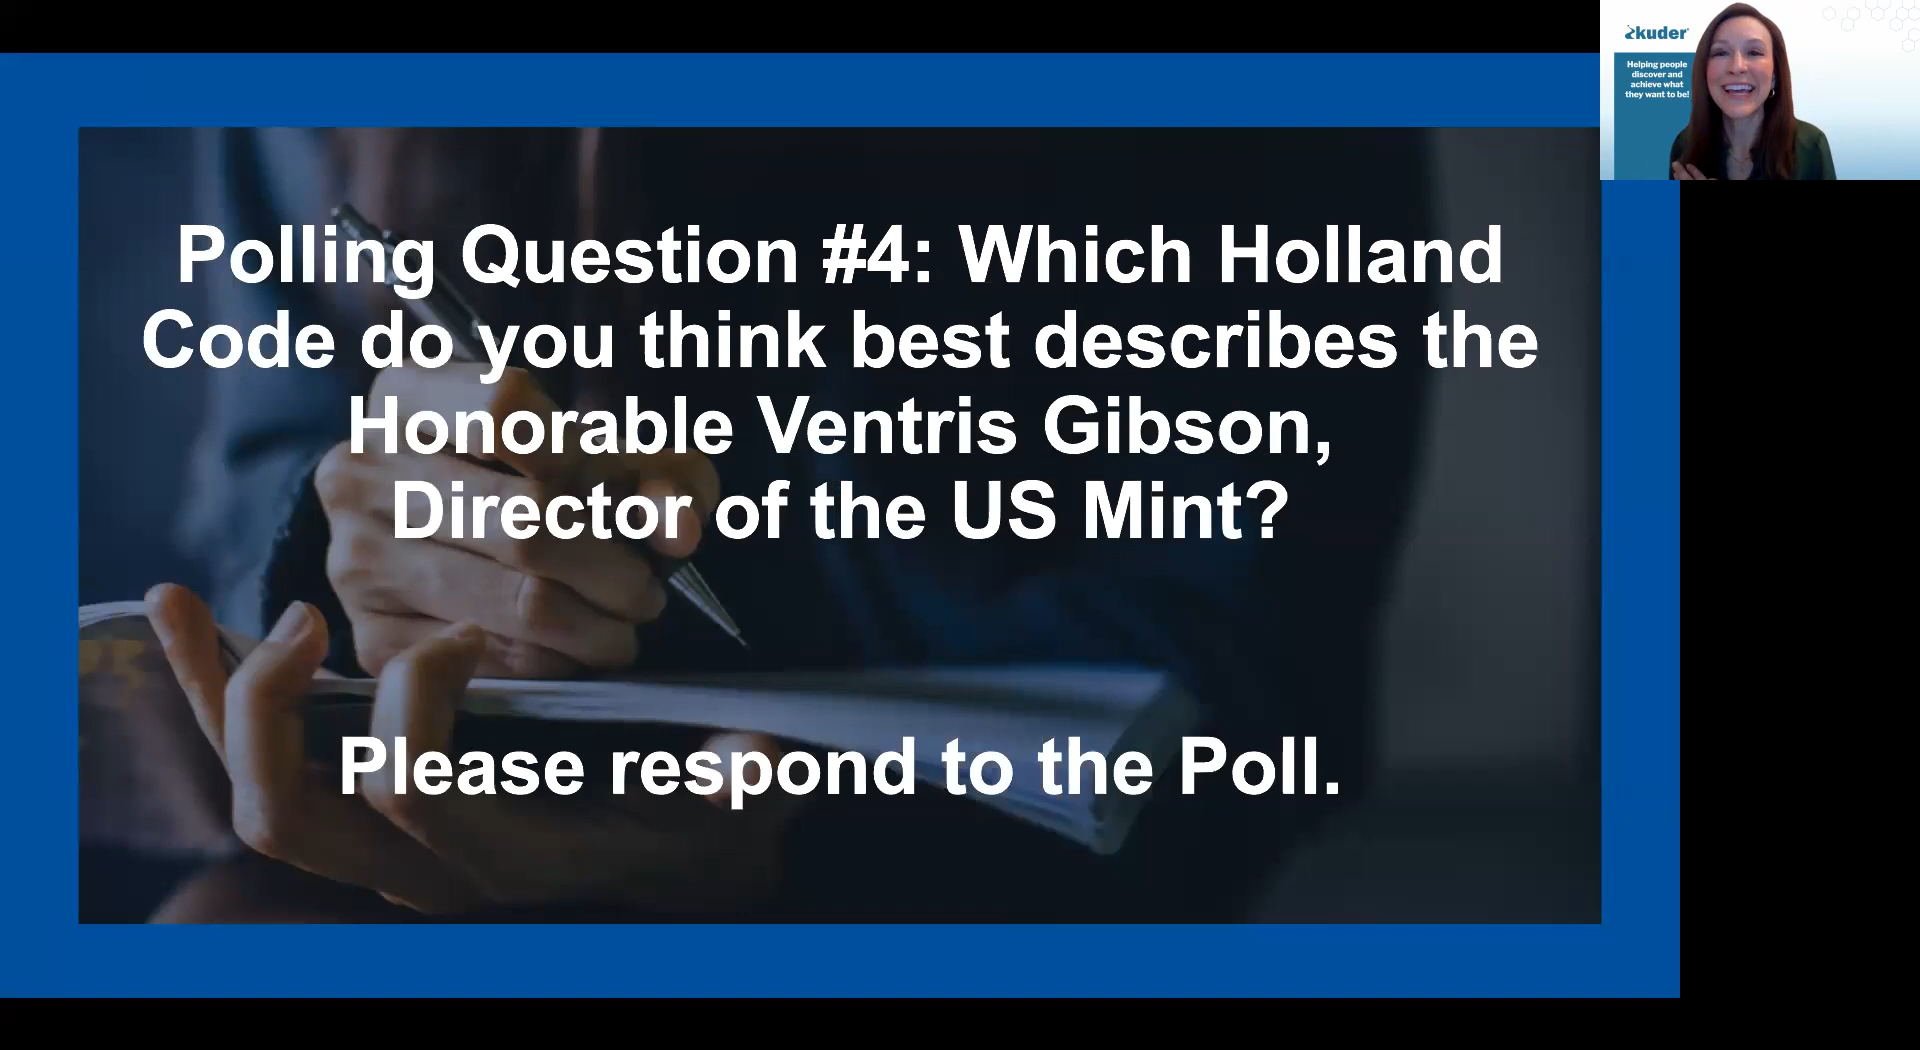 Polling Question #4: Which Holland
Code do you think best describes the
Honorable Ventris Gibson,
Director of the US Mint?
Please respond to the Poll.
kuder
Helping people
discover and
achieve what
they want to be!